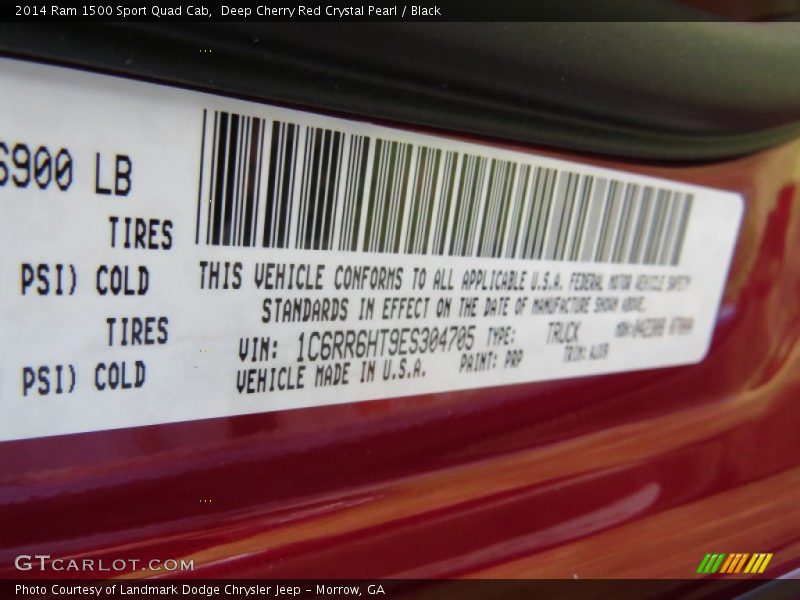 2014 Ram 1500 Sport Quad Cab,  Deep Cherry Red Crystal Pearl / Black
6900 LB
TIRES
PSI) COLD
TIRES
PSI) COLD
THIS VEHICLE CONFORMS TO ALL APPLICABLE U.S.A. FEDERAL MOTOR VEHICLE SAFETY
STANDARDS IN EFFECT ON THE DATE OF MANUFACTURE SHOWN ABOVE.
VIN: 1C6RR6HT9ES304705 TYPE: TRUCK
VEHICLE MADE IN U.S.A. PAINT: PRP TRIM:
GTCARLOT.COM
Photo Courtesy of Landmark Dodge Chrysler Jeep - Morrow, GA